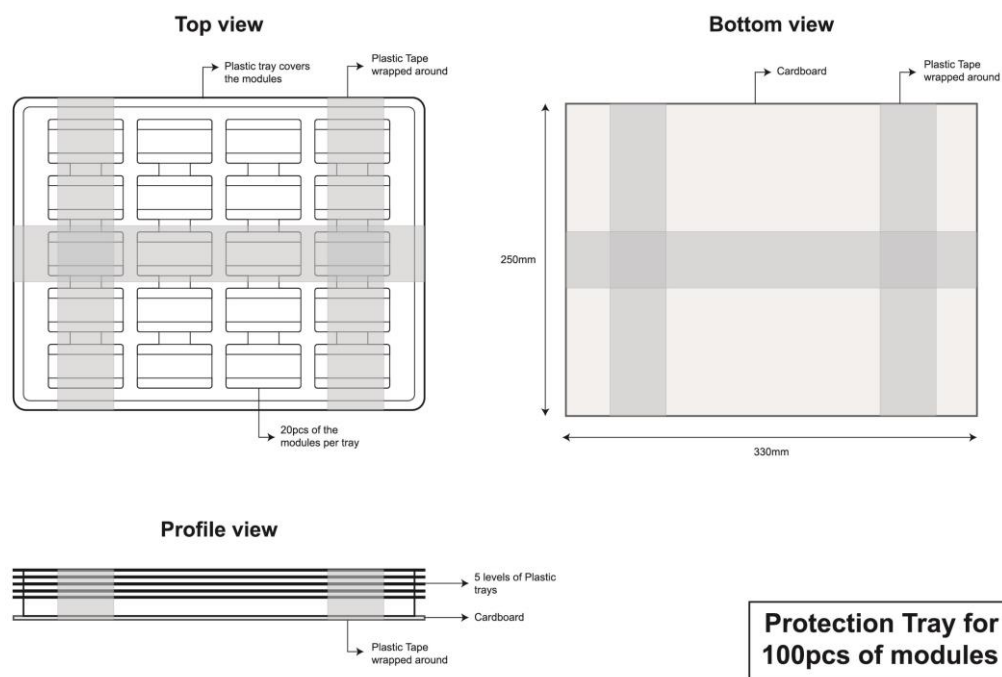 Top view
Plastic tray covers
the modules
Plastic Tape
wrapped around
20pcs of the
modules per tray
Bottom view
Cardboard
Plastic Tape
wrapped around
250mm
330mm
Profile view
5 levels of Plastic
trays
Cardboard
Plastic Tape
wrapped around
Protection Tray for
100pcs of modules